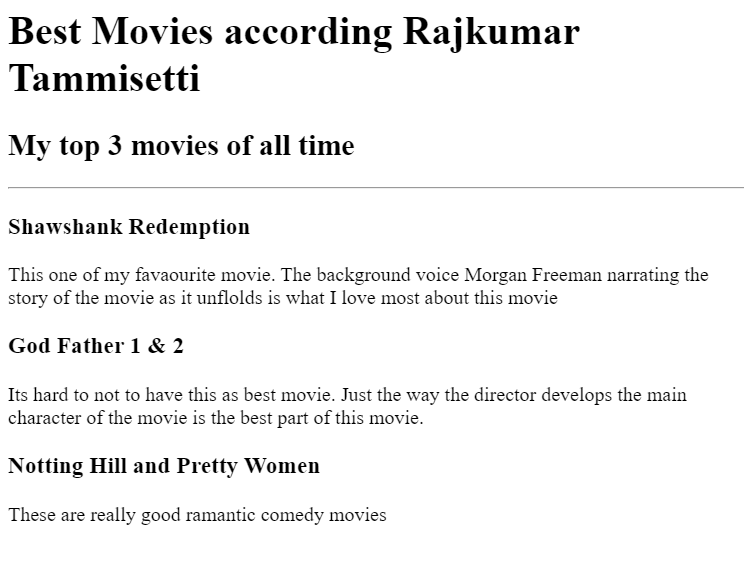 Best Movies according Rajkumar
Tammisetti
My top 3 movies of all time
Shawshank Redemption
This one of my favaourite movie. The background voice Morgan Freeman narrating the
story of the movie as it unflolds is what I love most about this movie
God Father 1 & 2
Its hard to not to have this as best movie. Just the way the director develops the main
character of the movie is the best part of this movie.
Notting Hill and Pretty Women
These are really good ramantic comedy movies